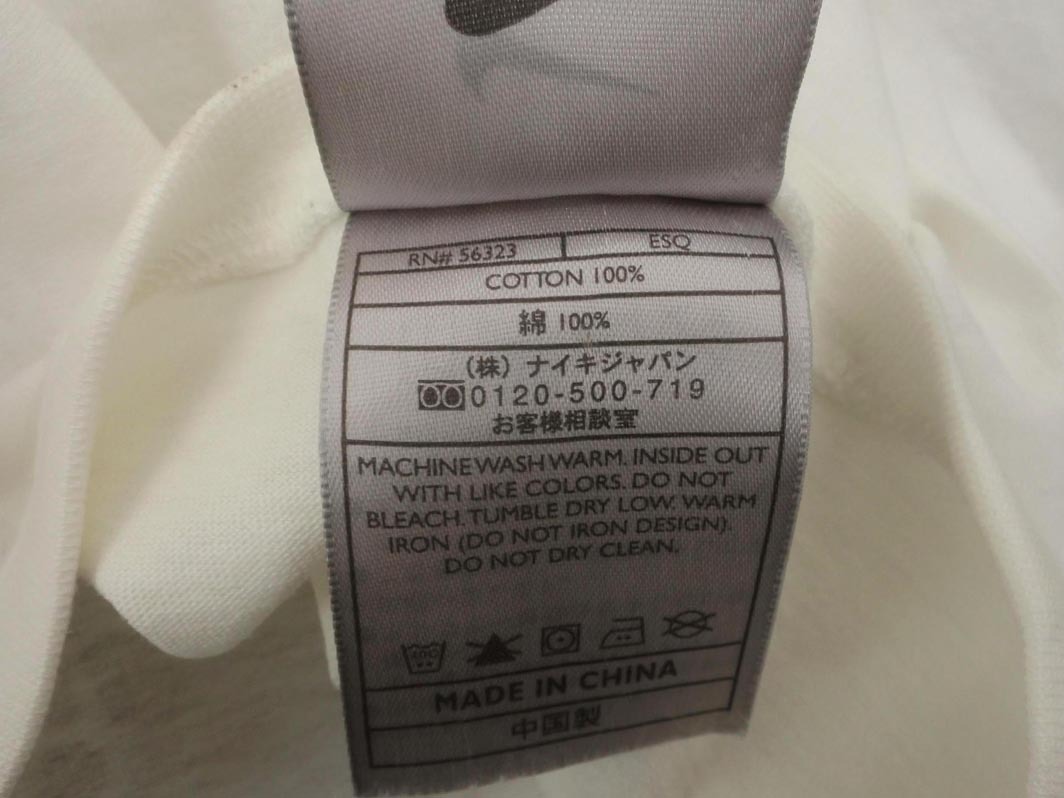 RN# 56323 ESQ
COTTON 100%
綿 100%
(株) ナイキジャパン
0120-500-719
お客様相談室
MACHINE WASH WARM. INSIDE OUT
WITH LIKE COLORS. DO NOT
BLEACH. TUMBLE DRY LOW. WARM
IRON (DO NOT IRON DESIGN).
DO NOT DRY CLEAN.
40C
MADE IN CHINA
中国製